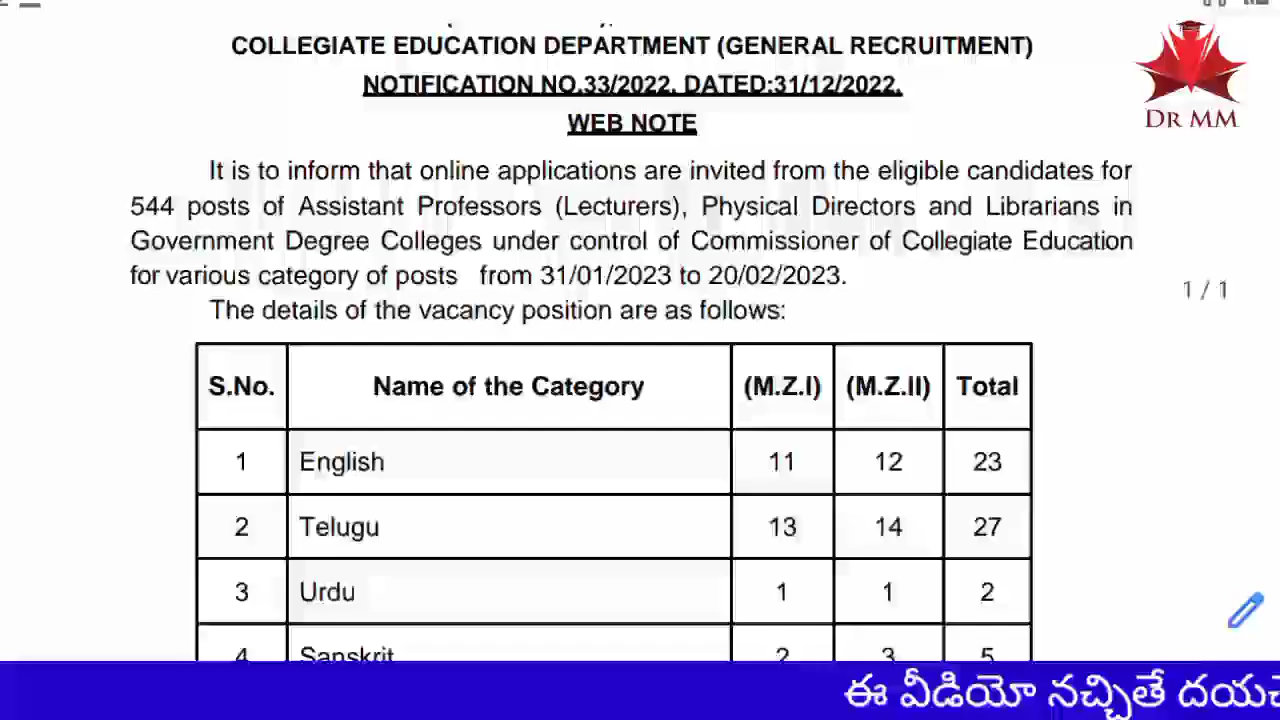 COLLEGIATE EDUCATION DEPARTMENT (GENERAL RECRUITMENT)
NOTIFICATION NO.33/2022, DATED:31/12/2022.
WEB NOTE
DR MM
It is to inform that online applications are invited from the eligible candidates for
544 posts of Assistant Professors (Lecturers), Physical Directors and Librarians in
Government Degree Colleges under control of Commissioner of Collegiate Education
for various category of posts from 31/01/2023 to 20/02/2023.
1 / 1
The details of the vacancy position are as follows:
S.No. Name of the Category (M.Z.I) (M.Z.II) Total
1 English 11 12 23
2 Telugu 13 14 27
3 Urdu 1 1 2
4 Sanskrit 2 3 5
ఈ వీడియో నచ్చితే